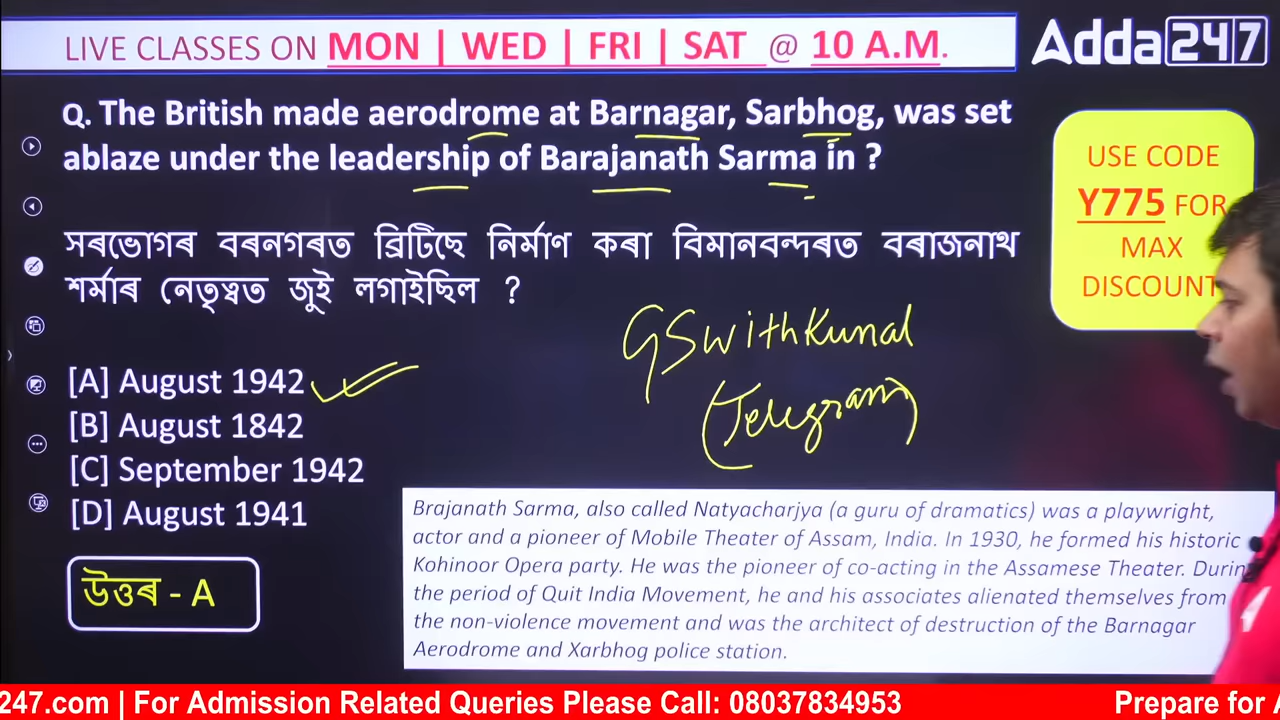 LIVE CLASSES ON MON | WED | FRI | SAT @ 10 A.M.
Adda247
Q. The British made aerodrome at Barnagar, Sarbhog, was set
ablaze under the leadership of Barajanath Sarma in ?
সৰভোগৰ বৰনগৰত ব্ৰিটিছে নিৰ্মাণ কৰা বিমানবন্দৰত বৰাজনাথ
শৰ্মাৰ নেতৃত্বত জুই লগাইছিল ?
[A] August 1942
[B] August 1842
[C] September 1942
[D] August 1941
উত্তৰ - A
USE CODE
Y775 FOR
MAX
DISCOUNT
GSwithKunal
(Telegram)
Brajanath Sarma, also called Natyacharjya (a guru of dramatics) was a playwright,
actor and a pioneer of Mobile Theater of Assam, India. In 1930, he formed his historic
Kohinoor Opera party. He was the pioneer of co-acting in the Assamese Theater. Durin
the period of Quit India Movement, he and his associates alienated themselves from
the non-violence movement and was the architect of destruction of the Barnagar
Aerodrome and Xarbhog police station.
247.com | For Admission Related Queries Please Call: 08037834953 Prepare for A